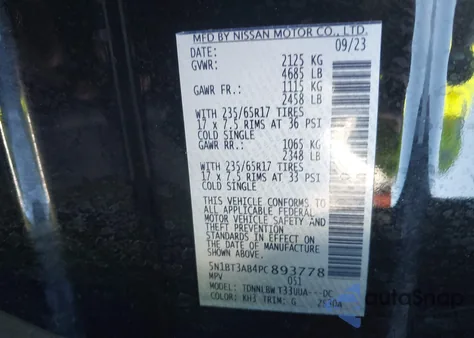 MFD BY NISSAN MOTOR CO., LTD.
DATE: 09/23
GVWR: 2125 KG
4685 LB
GAWR FR.: 1115 KG
2458 LB
WITH 235/65R17 TIRES
17 x 7.5 RIMS AT 36 PSI
COLD SINGLE
GAWR RR.: 1065 KG
2348 LB
WITH 235/65R17 TIRES
17 x 7.5 RIMS AT 33 PSI
COLD SINGLE
THIS VEHICLE CONFORMS TO
ALL APPLICABLE FEDERAL
MOTOR VEHICLE SAFETY AND
THEFT PREVENTION
STANDARDS IN EFFECT ON
THE DATE OF MANUFACTURE
SHOWN ABOVE.
5N1BT3AB4PC893778
MPV 051
MODEL:
COLOR: KH3 TRIM: G
autoSnap